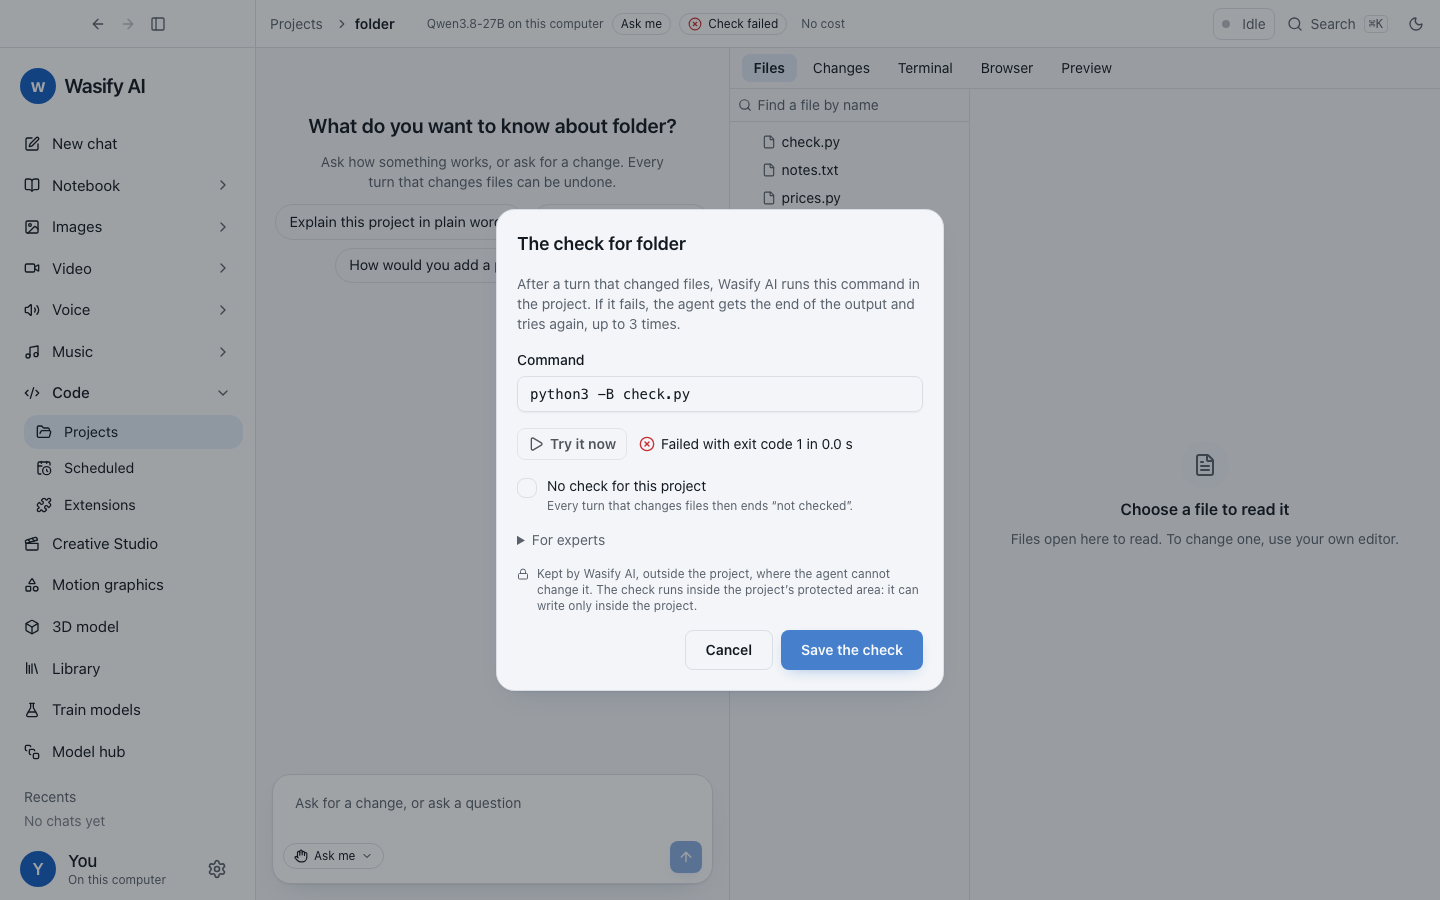 Projects
folder
Qwen3.8-27B on this computer
Ask me
Check failed
No cost
Idle
Search
⌘K
w
Wasify AI
New chat
Notebook
Images
Video
Voice
Music
Code
Projects
Scheduled
Extensions
Creative Studio
Motion graphics
3D model
Library
Train models
Model hub
Recents
No chats yet
Y
You
On this computer
What do you want to know about folder?
Ask how something works, or ask for a change. Every
turn that changes files can be undone.
Explain this project in plain
How would you add a
Ask for a change, or ask a question
Ask me
Files
Changes
Terminal
Browser
Preview
Find a file by name
check.py
notes.txt
prices.py
Choose a file to read it
Files open here to read. To change one, use your own editor.
The check for folder
After a turn that changed files, Wasify AI runs this command in
the project. If it fails, the agent gets the end of the output and
tries again, up to 3 times.
Command
python3 -B check.py
Try it now
Failed with exit code 1 in 0.0 s
No check for this project
Every turn that changes files then ends “not checked”.
For experts
Kept by Wasify AI, outside the project, where the agent cannot
change it. The check runs inside the project's protected area: it can
write only inside the project.
Cancel
Save the check